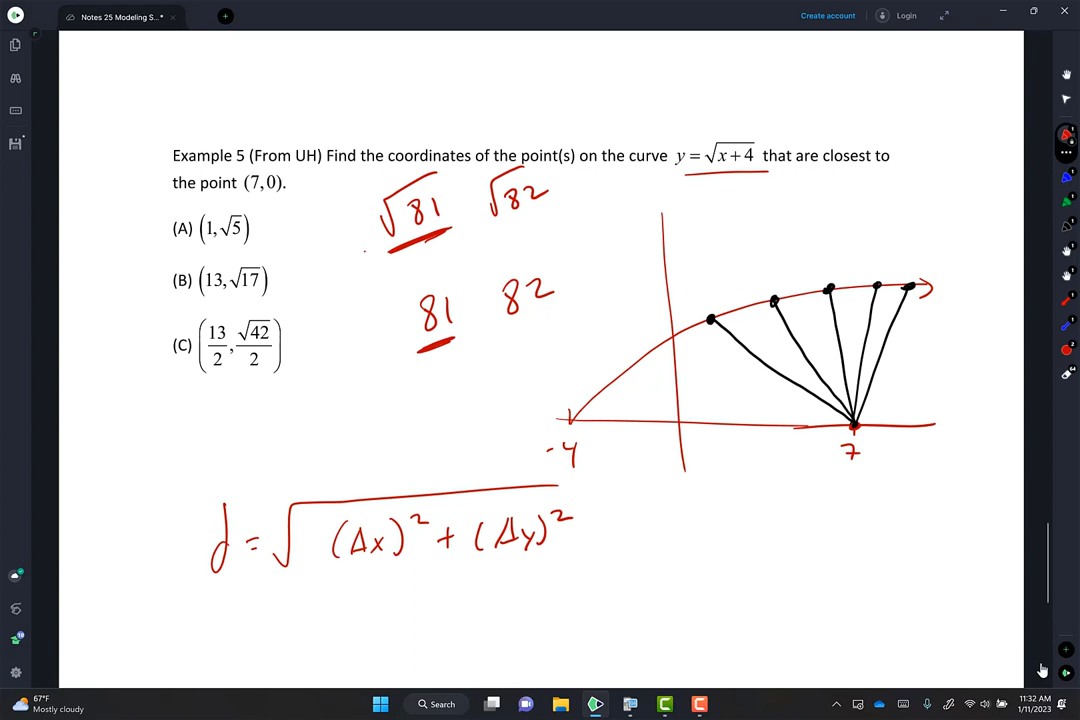 Notes 25 Modeling S...*
Create account
Login
Example 5 (From UH) Find the coordinates of the point(s) on the curve y = √(x+4) that are closest to
the point (7,0).
√81 √82
(A) (1,√5)
(B) (13,√17)
81 82
(C) (13/2, √42/2)
-4
7
d = √((Δx)² + (Δy)²)
67°F
Mostly cloudy
Search
11:32 AM
1/11/2023